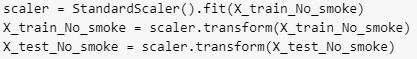 scaler = StandardScaler().fit(X_train_No_smoke)
X_train_No_smoke = scaler.transform(X_train_No_smoke)
X_test_No_smoke = scaler.transform(X_test_No_smoke)